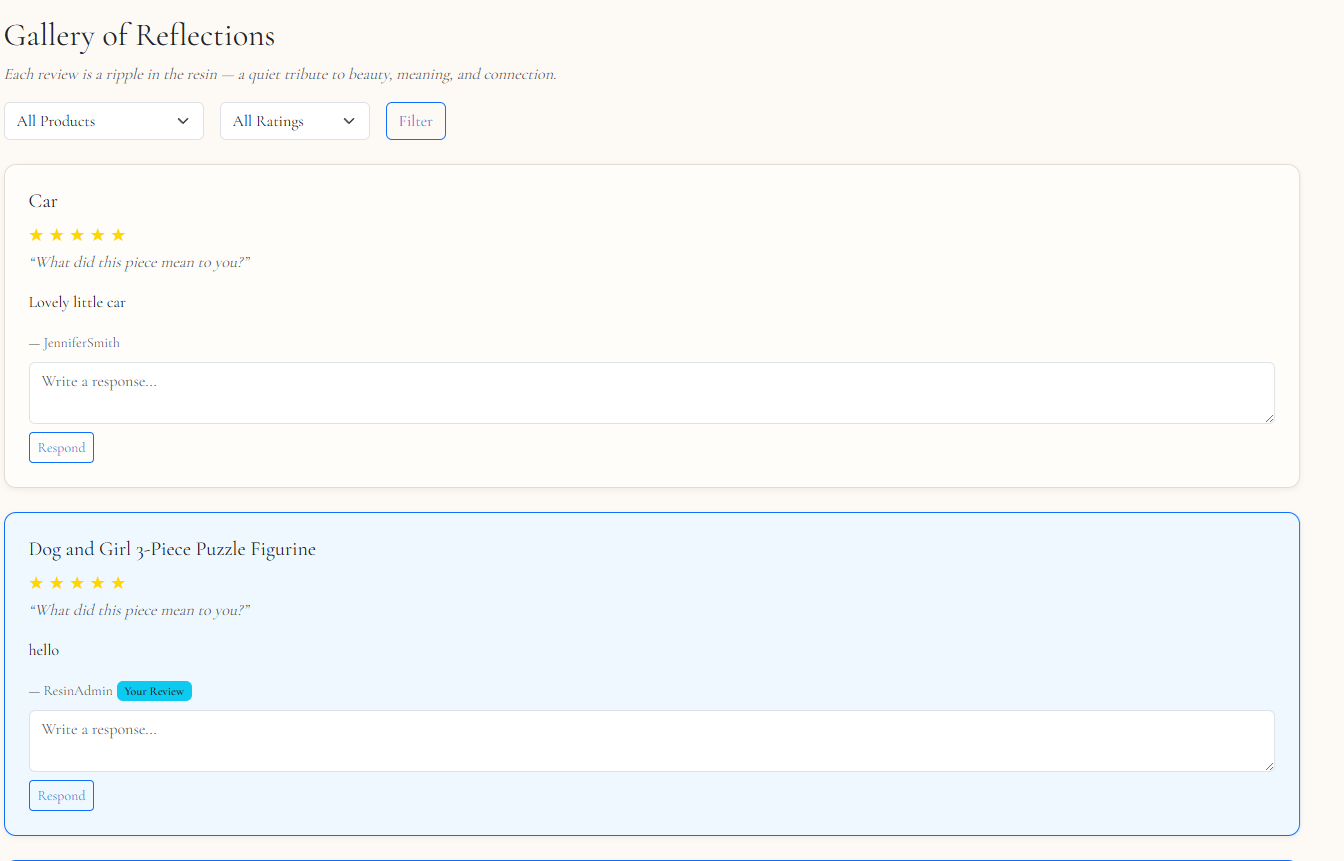 Gallery of Reflections
Each review is a ripple in the resin — a quiet tribute to beauty, meaning, and connection.
All Products All Ratings Filter
Car
★ ★ ★ ★ ★
“What did this piece mean to you?”
Lovely little car
— JenniferSmith
Write a response...
Respond
Dog and Girl 3-Piece Puzzle Figurine
★ ★ ★ ★ ★
“What did this piece mean to you?”
hello
— ResinAdmin Your Review
Write a response...
Respond